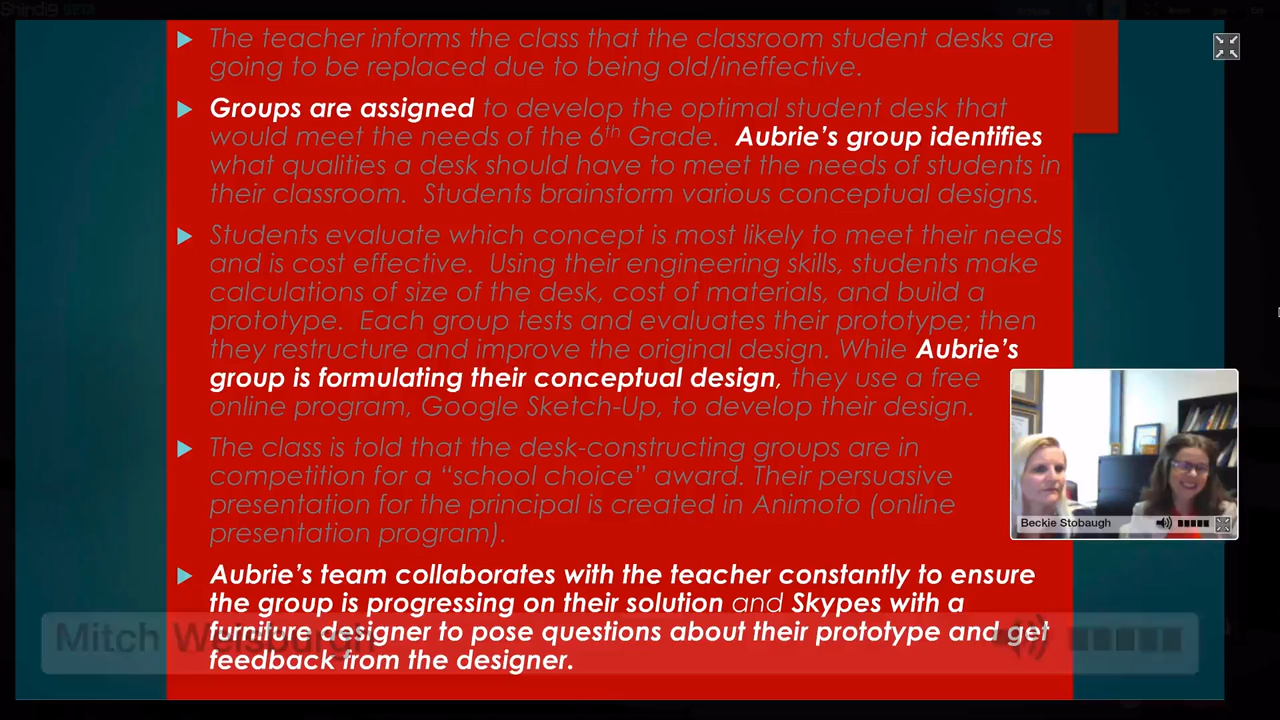 Shindig BETA
The teacher informs the class that the classroom student desks are
going to be replaced due to being old/ineffective.
Groups are assigned to develop the optimal student desk that
would meet the needs of the 6th Grade.  Aubrie's group identifies
what qualities a desk should have to meet the needs of students in
their classroom.  Students brainstorm various conceptual designs.
Students evaluate which concept is most likely to meet their needs
and is cost effective.  Using their engineering skills, students make
calculations of size of the desk, cost of materials, and build a
prototype.  Each group tests and evaluates their prototype; then
they restructure and improve the original design. While Aubrie's
group is formulating their conceptual design, they use a free
online program, Google Sketch-Up, to develop their design.
The class is told that the desk-constructing groups are in
competition for a "school choice" award. Their persuasive
presentation for the principal is created in Animoto (online
presentation program).
Beckie Stobaugh
Aubrie's team collaborates with the teacher constantly to ensure
the group is progressing on their solution and Skypes with a
furniture designer to pose questions about their prototype and get
feedback from the designer.
Mitch Weisburgh